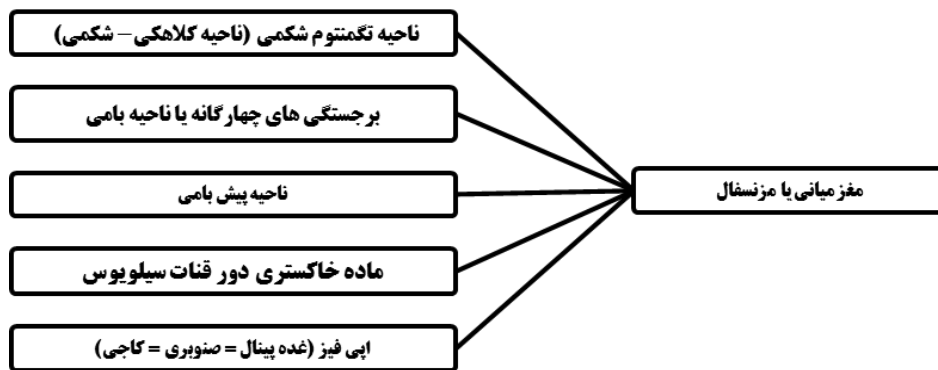 مغز میانی یا مزنسفال
ناحیه تگمنتوم شکمی (ناحیه کلاهکی – شکمی)
برجستگی های چهارگانه یا ناحیه بامی
ناحیه پیش بامی
ماده خاکستری دور قنات سیلویوس
اپی فیز (غده پینال = صنوبری = کاجی)